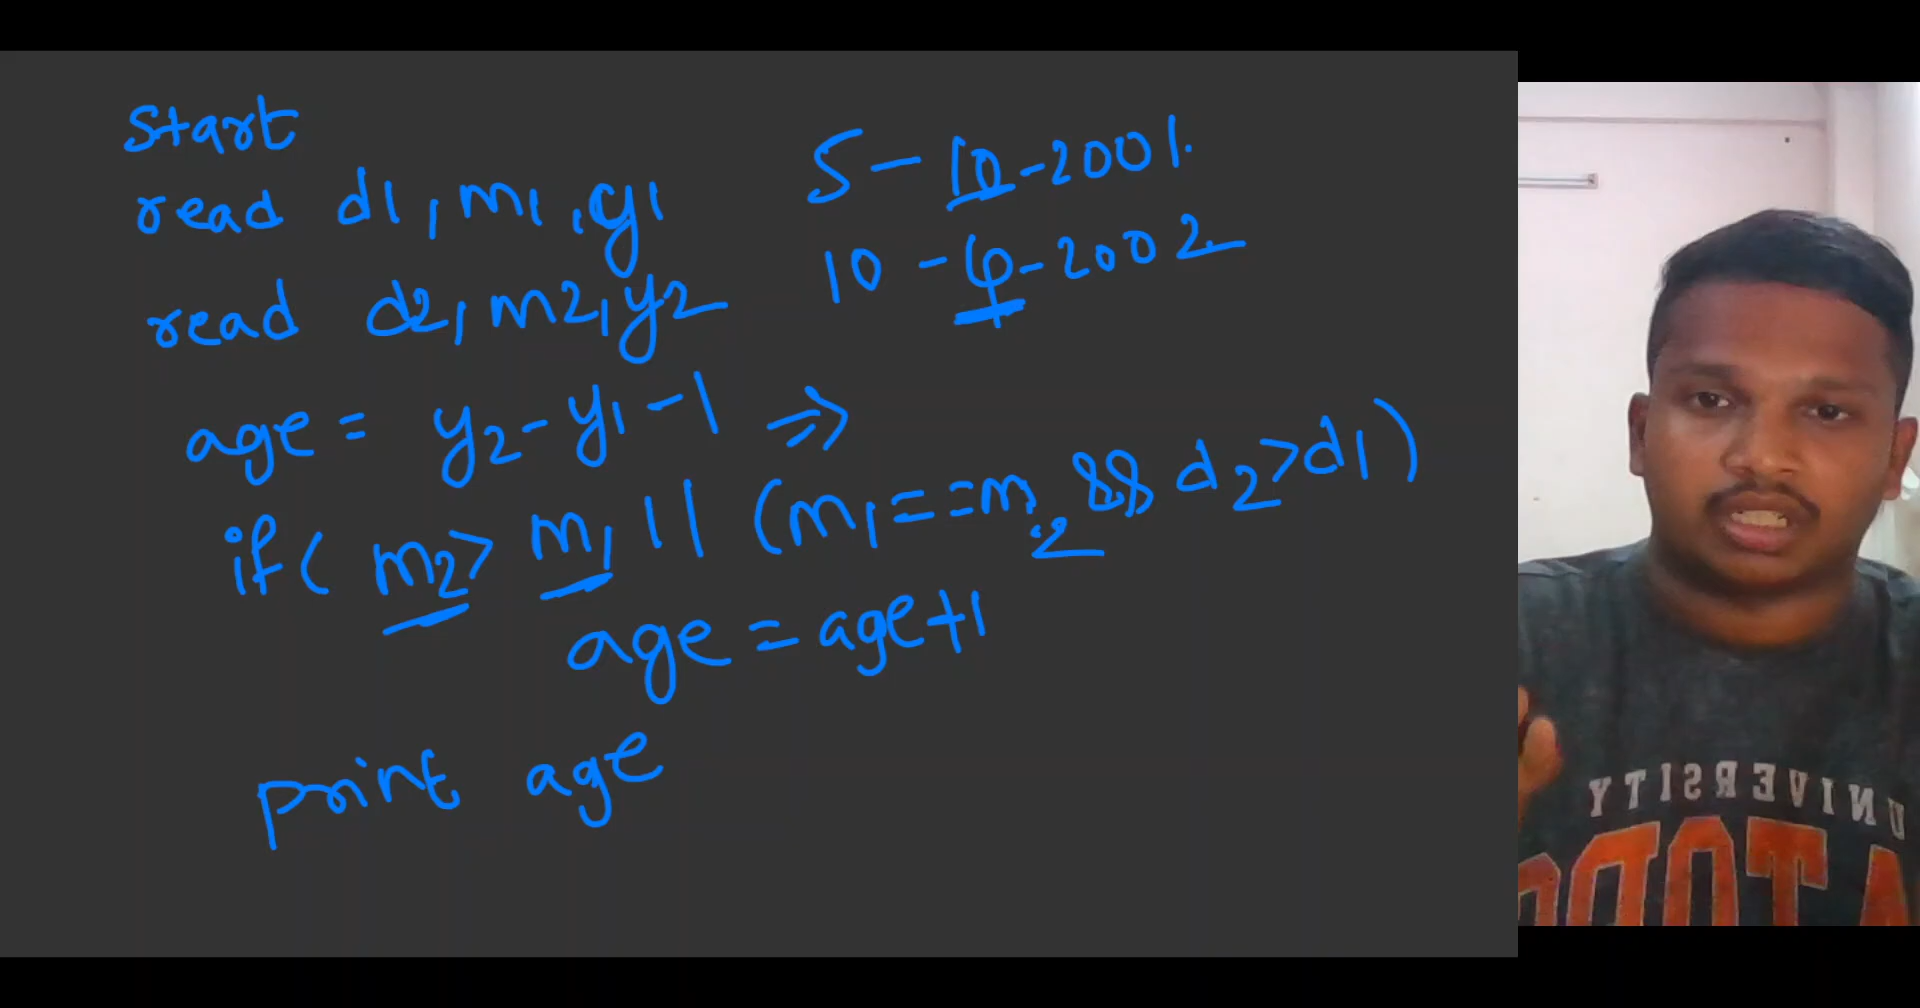 Start
read d1, m1, y1
read d2, m2, y2
age = y2 - y1 - 1 ⇒
if ( m2 > m1 || (m1 == m2 && d2 > d1)
age = age+1
print age
5 - 10 - 2001.
10 - - 2002
UNIVERSITY